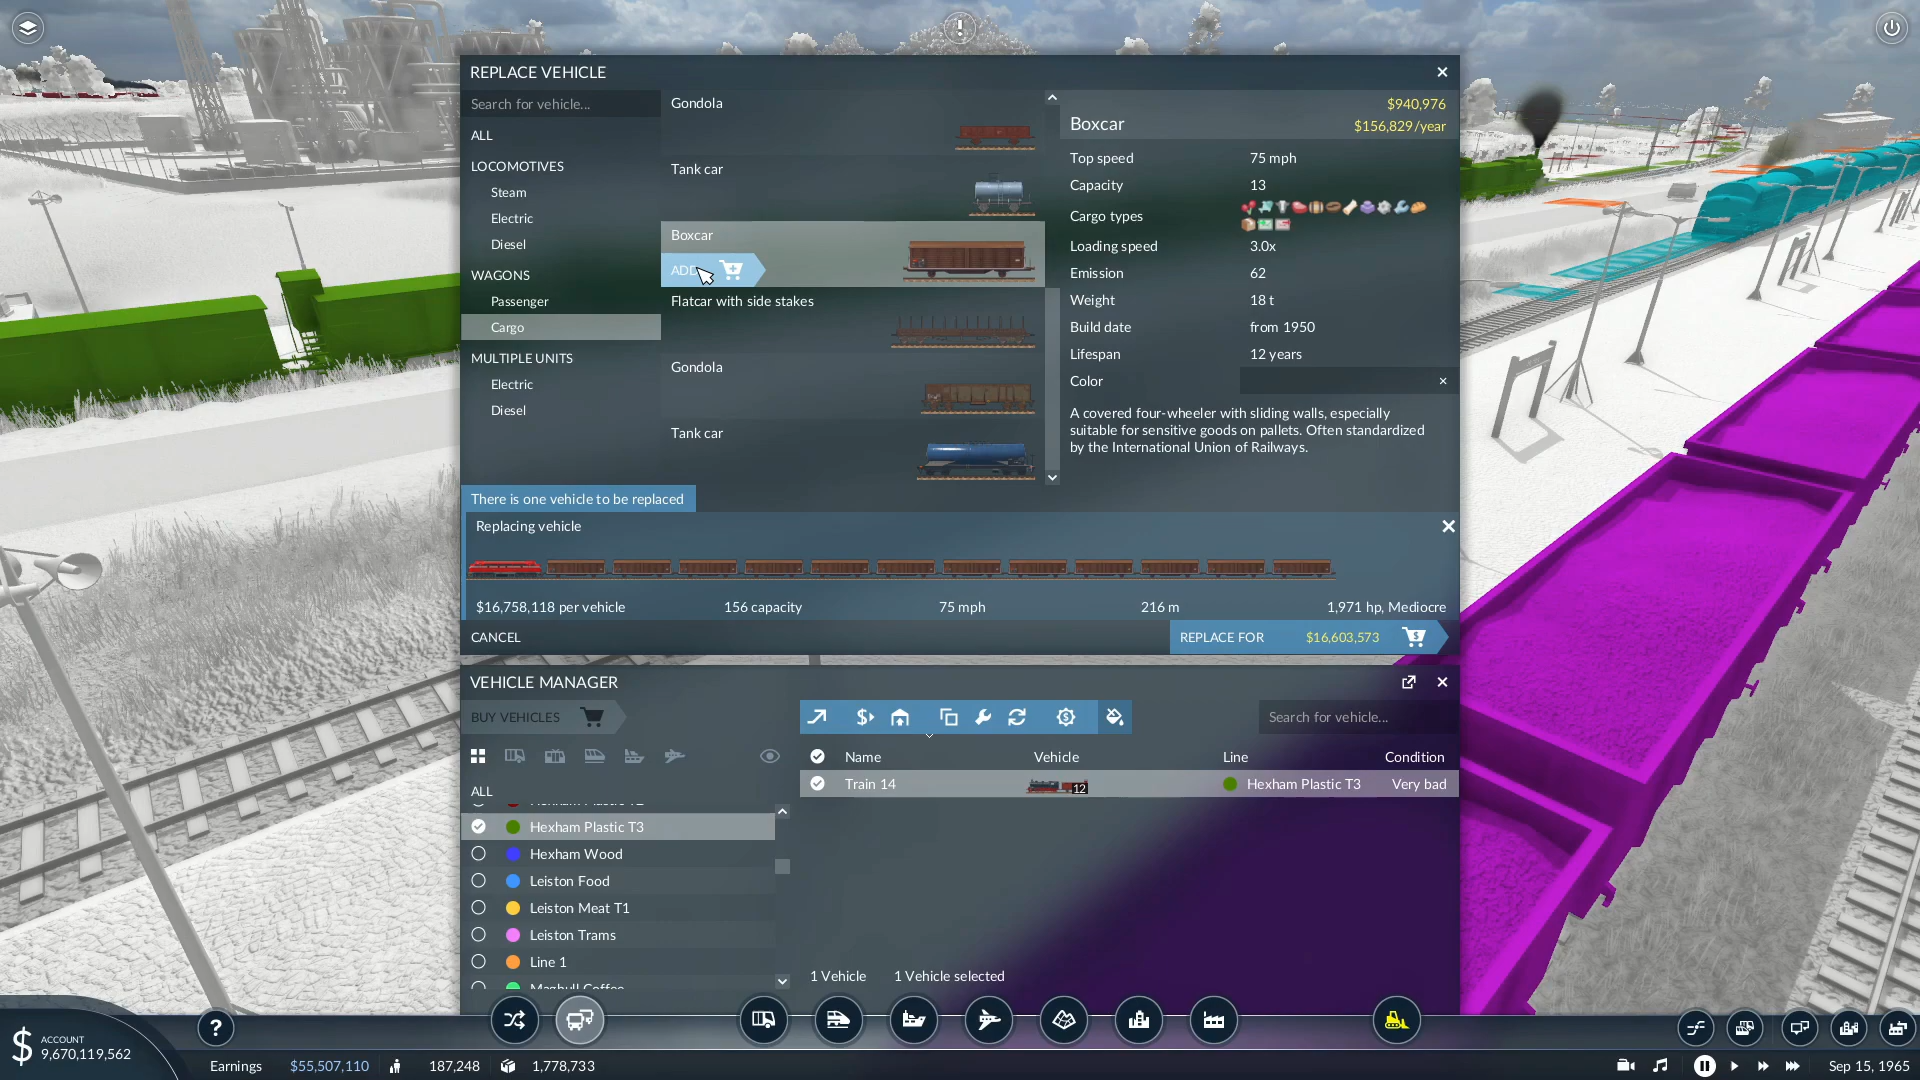 REPLACE VEHICLE
Search for vehicle...
ALL
LOCOMOTIVES
Steam
Electric
Diesel
WAGONS
Passenger
Cargo
MULTIPLE UNITS
Electric
Diesel
Gondola
Tank car
Boxcar
ADD
Flatcar with side stakes
Gondola
Tank car
$940,976
Boxcar
$156,829/year
Top speed 75 mph
Capacity 13
Cargo types
Loading speed 3.0x
Emission 62
Weight 18 t
Build date from 1950
Lifespan 12 years
Color
A covered four-wheeler with sliding walls, especially
suitable for sensitive goods on pallets. Often standardized
by the International Union of Railways.
There is one vehicle to be replaced
Replacing vehicle
$16,758,118 per vehicle 156 capacity 75 mph 216 m 1,971 hp, Mediocre
CANCEL
REPLACE FOR $16,603,573
VEHICLE MANAGER
BUY VEHICLES
Search for vehicle...
ALL
Hexham Plastic T3
Hexham Wood
Leiston Food
Leiston Meat T1
Leiston Trams
Line 1
Maghull Coffee
Name Vehicle Line Condition
Train 14 12 Hexham Plastic T3 Very bad
1 Vehicle 1 Vehicle selected
$ ACCOUNT
9,670,119,562
?
Earnings $55,507,110 187,248 1,778,733
Sep 15, 1965